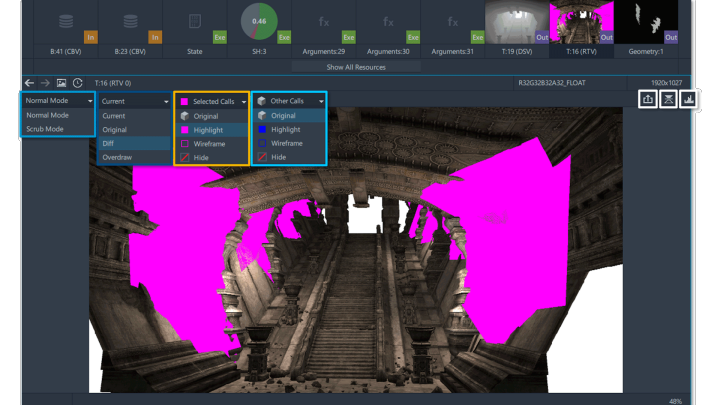 0.46
fx
fx
fx
In
In
Exe
Exe
Exe
Exe
Out
Out
Out
B:41 (CBV)
B:23 (CBV)
State
SH:3
Arguments:29
Arguments:30
Arguments:31
T:19 (DSV)
T:16 (RTV)
Geometry:1
Show All Resources
T:16 (RTV 0)
R32G32B32A32_FLOAT
1920x1027
Normal Mode
Normal Mode
Scrub Mode
Current
Current
Original
Diff
Overdraw
Selected Calls
Original
Highlight
Wireframe
Hide
Other Calls
Original
Highlight
Wireframe
Hide
48%